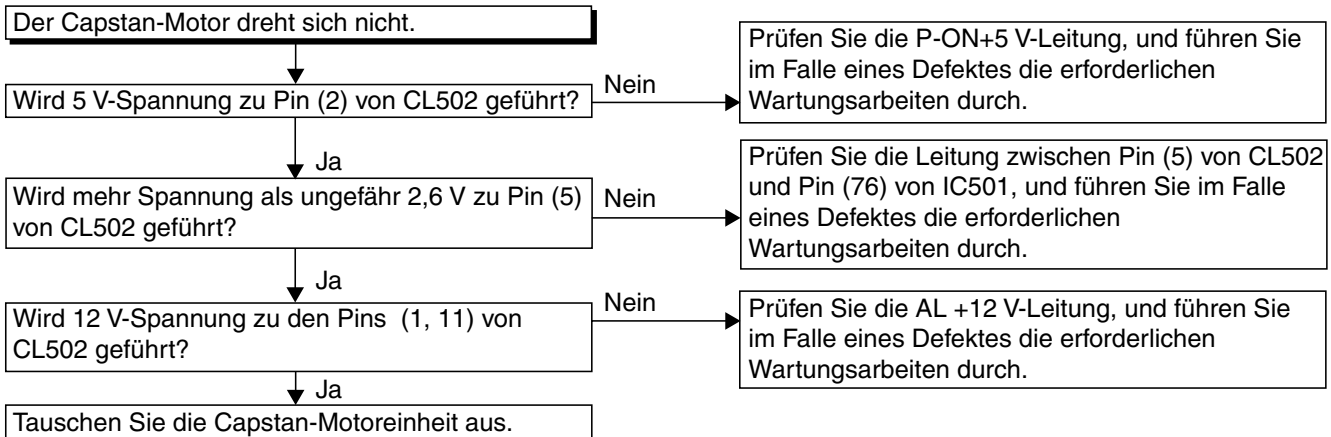 Der Capstan-Motor dreht sich nicht.
Wird 5 V-Spannung zu Pin (2) von CL502 geführt?
Nein
Prüfen Sie die P-ON+5 V-Leitung, und führen Sie
im Falle eines Defektes die erforderlichen
Wartungsarbeiten durch.
Ja
Wird mehr Spannung als ungefähr 2,6 V zu Pin (5)
von CL502 geführt?
Nein
Prüfen Sie die Leitung zwischen Pin (5) von CL502
und Pin (76) von IC501, und führen Sie im Falle
eines Defektes die erforderlichen
Wartungsarbeiten durch.
Ja
Wird 12 V-Spannung zu den Pins (1, 11) von
CL502 geführt?
Nein
Prüfen Sie die AL +12 V-Leitung, und führen Sie
im Falle eines Defektes die erforderlichen
Wartungsarbeiten durch.
Ja
Tauschen Sie die Capstan-Motoreinheit aus.